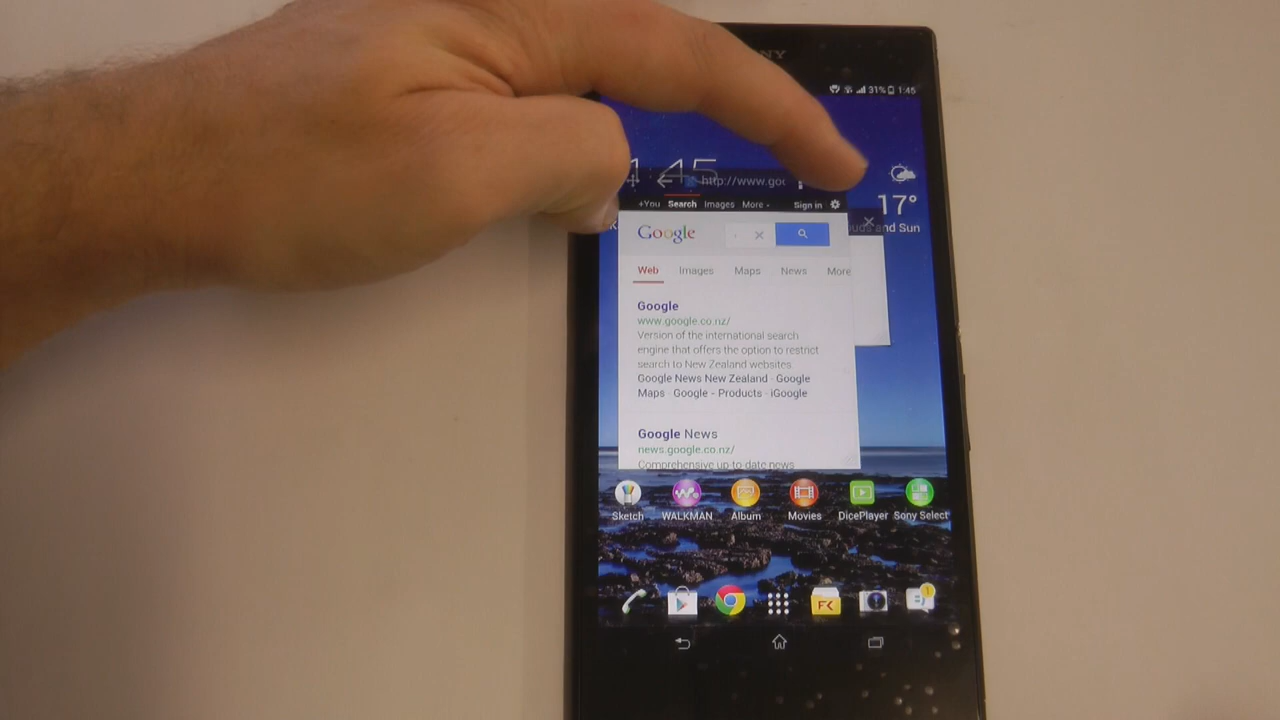 NY
31% 1:45
1:45
http://www.goo
+You Search Images More Sign in
17°
and Sun
Google
Web Images Maps News More
Google
www.google.co.nz/
Version of the international search
engine that offers the option to restrict
search to New Zealand websites.
Google News New Zealand · Google
Maps · Google - Products · iGoogle
Google News
news.google.co.nz/
Comprehensive up-to-date news
Sketch WALKMAN Album Movies DicePlayer Sony Select
FK
1